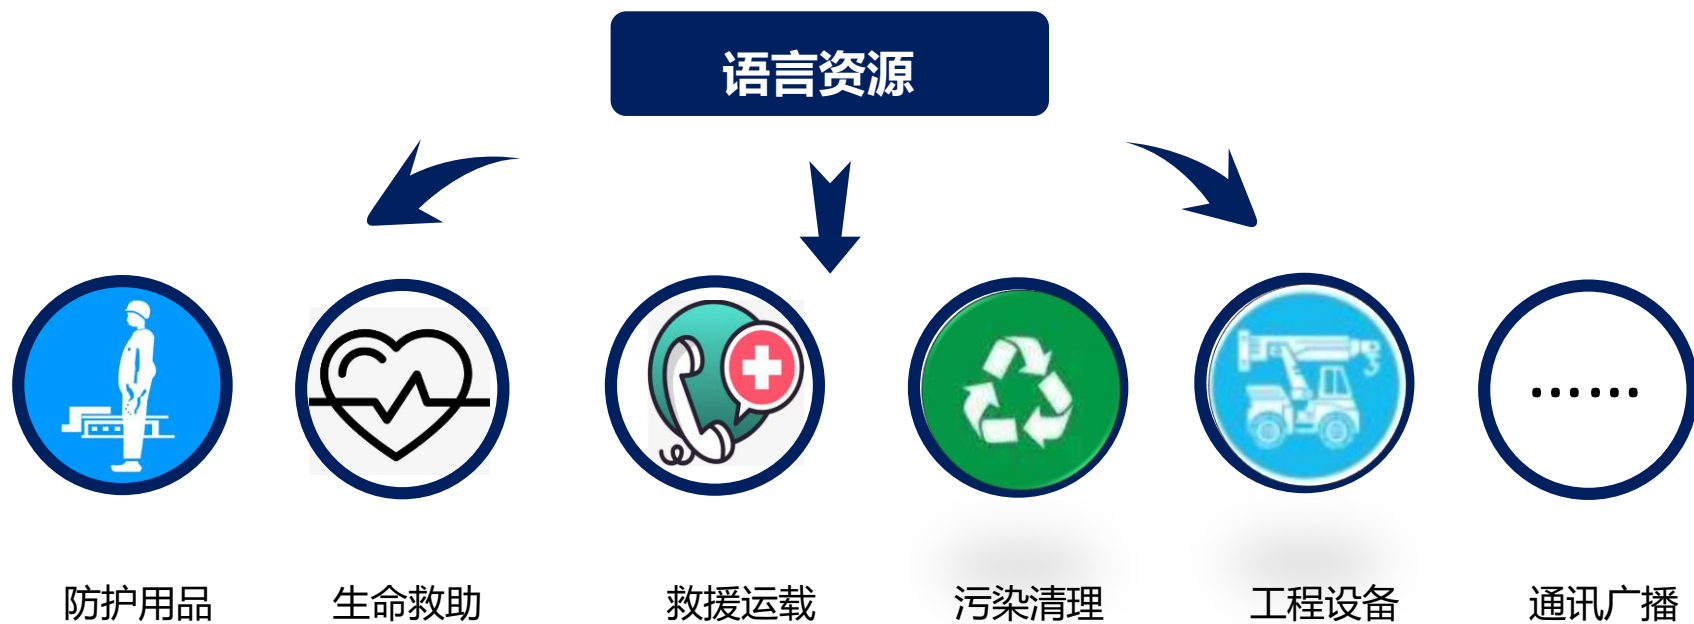 语言资源
……
防护用品
生命救助
救援运载
污染清理
工程设备
通讯广播